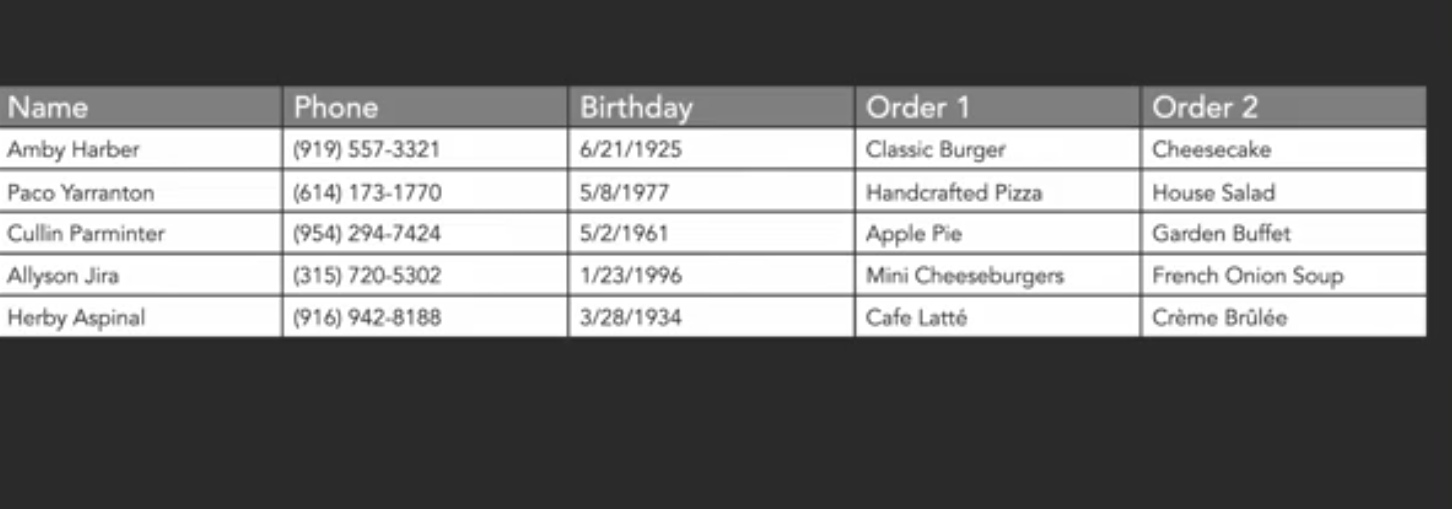 Name Phone Birthday Order 1 Order 2
Amby Harber (919) 557-3321 6/21/1925 Classic Burger Cheesecake
Paco Yarranton (614) 173-1770 5/8/1977 Handcrafted Pizza House Salad
Cullin Parminter (954) 294-7424 5/2/1961 Apple Pie Garden Buffet
Allyson Jira (315) 720-5302 1/23/1996 Mini Cheeseburgers French Onion Soup
Herby Aspinal (916) 942-8188 3/28/1934 Cafe Latté Crème Brûlée